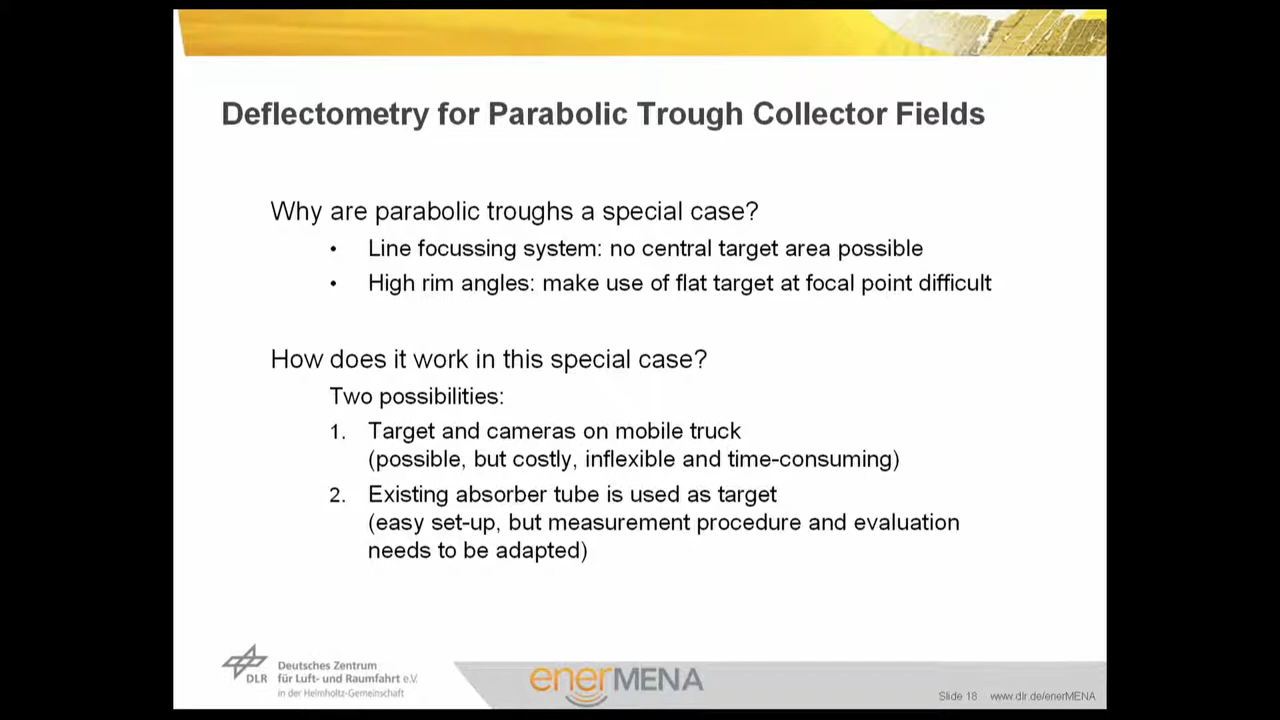 Deflectometry for Parabolic Trough Collector Fields
Why are parabolic troughs a special case?
• Line focussing system: no central target area possible
• High rim angles: make use of flat target at focal point difficult
How does it work in this special case?
Two possibilities:
1. Target and cameras on mobile truck
(possible, but costly, inflexible and time-consuming)
2. Existing absorber tube is used as target
(easy set-up, but measurement procedure and evaluation
needs to be adapted)
DLR
Deutsches Zentrum
für Luft- und Raumfahrt e.V.
in der Helmholtz-Gemeinschaft
enerMENA
Slide 18 www.dlr.de/enerMENA